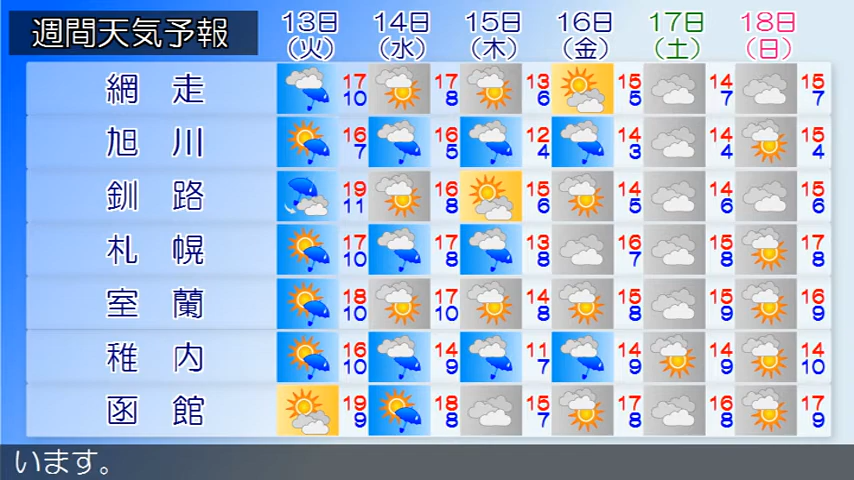 週間天気予報 13日 14日 15日 16日 17日 18日
(火) (水) (木) (金) (土) (日)
網走 17 17 13 15 14 15
10 8 6 5 7 7
旭川 16 16 12 14 14 15
7 5 4 3 4 4
釧路 19 16 15 14 14 15
11 8 6 5 6 6
札幌 17 17 13 16 15 17
10 8 8 7 8 8
室蘭 18 17 14 15 15 16
10 10 8 8 9 9
稚内 16 14 11 14 14 14
10 9 7 9 9 10
函館 19 18 15 17 16 17
9 8 7 8 8 9
います。